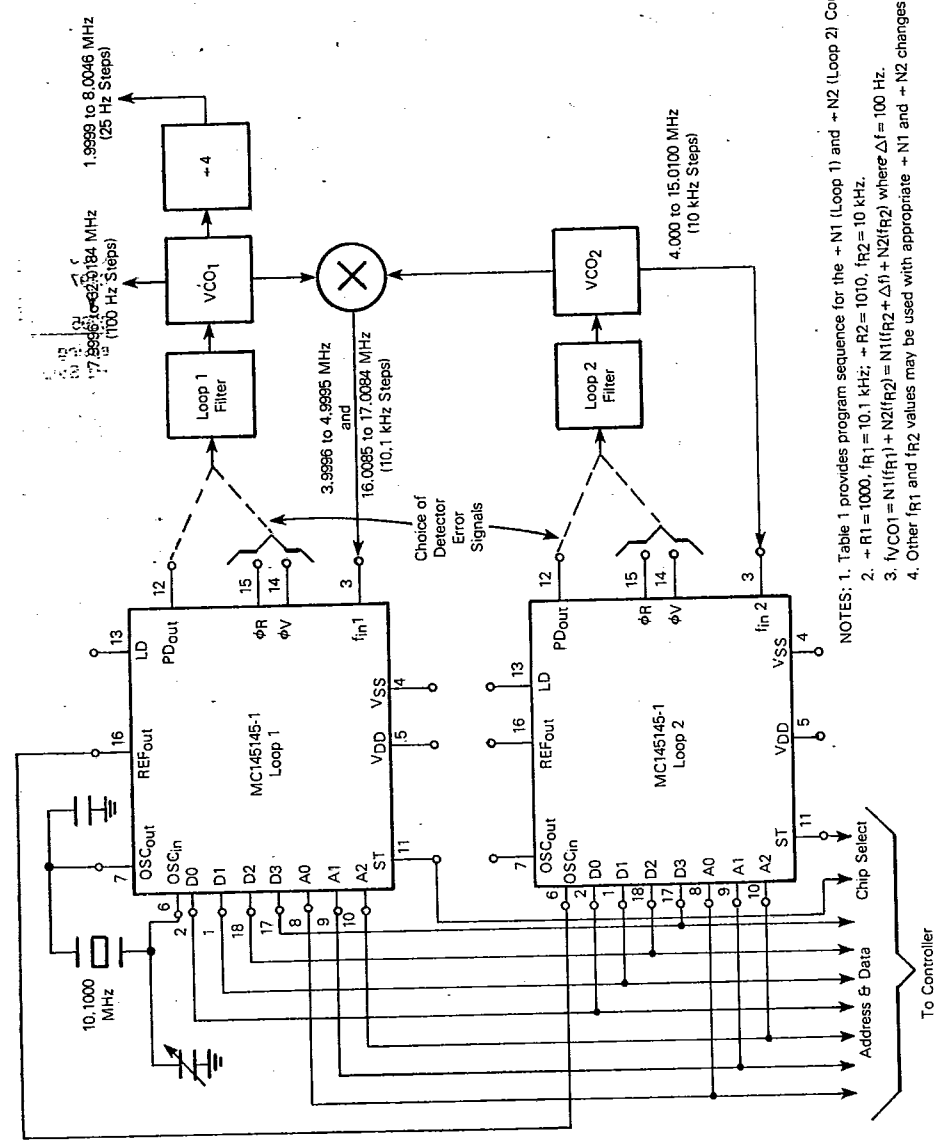 7.9996 to 32.0184 MHz
(100 Hz Steps)
1.9999 to 8.0046 MHz
(25 Hz Steps)
÷4
VCO1
Loop 1
Filter
3.9996 to 4.9995 MHz
and
16.0085 to 17.0084 MHz
(10.1 kHz Steps)
Choice of
Detector
Error
Signals
VCO2
Loop 2
Filter
4.000 to 15.0100 MHz
(10 kHz Steps)
10.1000
MHz
MC145145-1
Loop 1
OSCout
7
OSCin
6
D0
2
D1
1
D2
18
D3
17
A0
8
A1
9
A2
10
ST
11
REFout
16
LD
13
PDout
12
ϕR
15
ϕV
14
fin1
3
VSS
4
VDD
5
MC145145-1
Loop 2
OSCout
7
OSCin
6
D0
2
D1
1
D2
18
D3
17
A0
8
A1
9
A2
10
ST
11
REFout
16
LD
13
PDout
12
ϕR
15
ϕV
14
fin2
3
VSS
4
VDD
5
Address & Data
Chip Select
To Controller
NOTES: 1. Table 1 provides program sequence for the ÷N1 (Loop 1) and ÷N2 (Loop 2) Co
2. ÷R1 = 1000, fR1 = 10.1 kHz; ÷R2 = 1010, fR2 = 10 kHz.
3. fVCO1 = N1(fR1) + N2(fR2) = N1(fR2 + Δf) + N2(fR2) where Δf = 100 Hz.
4. Other fR1 and fR2 values may be used with appropriate ÷N1 and ÷N2 changes